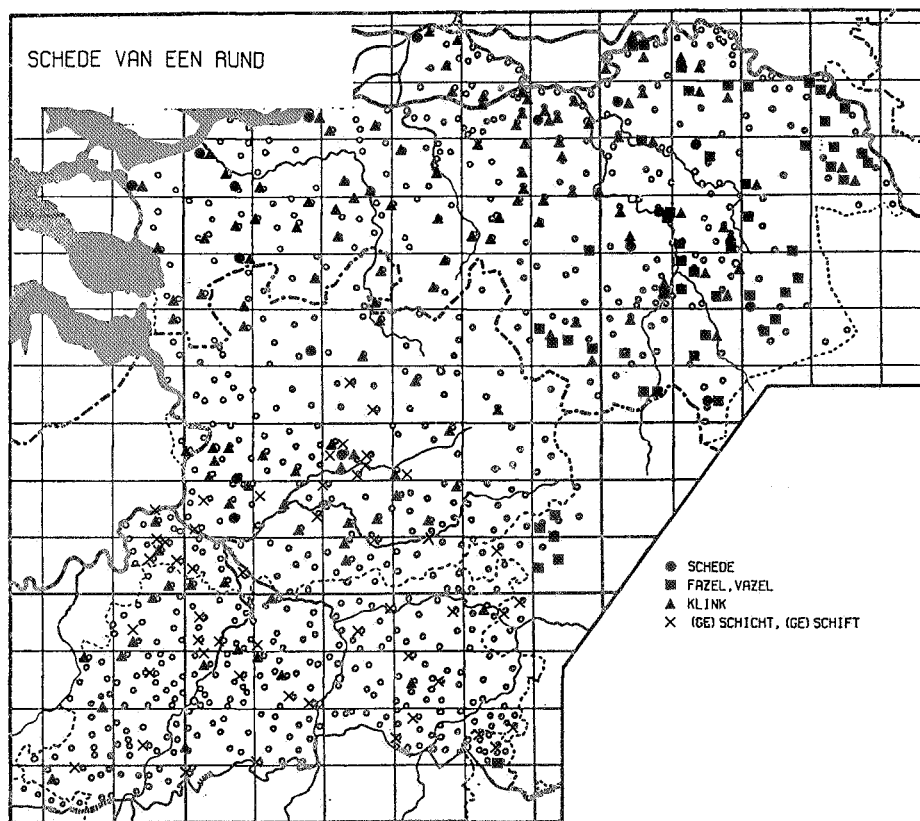 SCHEDE VAN EEN RUND
SCHEDE
FAZEL, VAZEL
KLINK
(GE) SCHICHT, (GE) SCHIFT